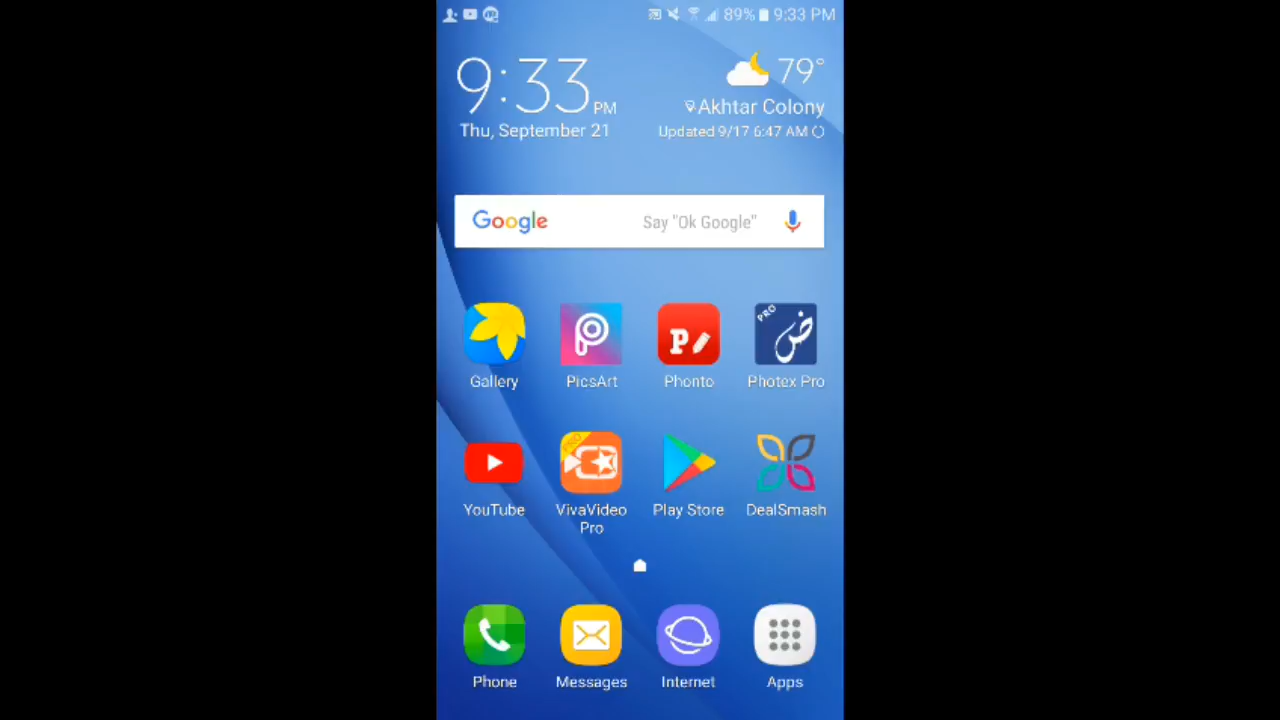 89% 9:33 PM
9:33 PM
79°
Akhtar Colony
Thu, September 21
Updated 9/17 6:47 AM
Google
Say "Ok Google"
P
PRO
ض
Gallery
PicsArt
Phonto
Photex Pro
PRO
YouTube
VivaVideo
Pro
Play Store
DealSmash
Phone
Messages
Internet
Apps